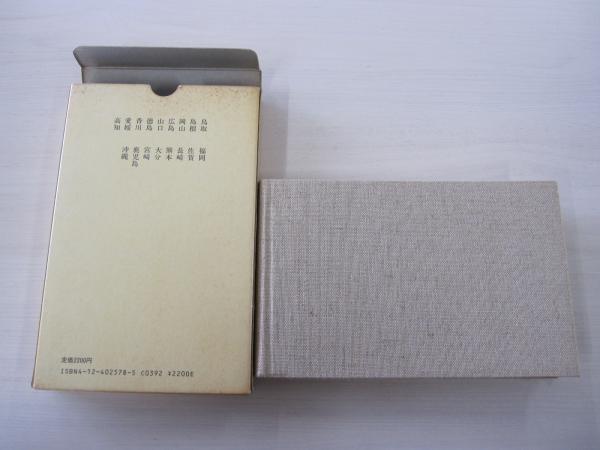 鳥取
島根
岡山
広島
山口
徳島
香川
愛媛
高知
福岡
佐賀
長崎
熊本
大分
宮崎
鹿児島
沖縄
定価2200円
ISBN4-12-402578-5 C0392 ¥2200E